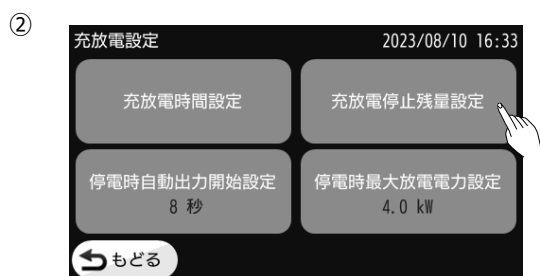 ②
充放電設定 2023/08/10 16:33
充放電時間設定 充放電停止残量設定
停電時自動出力開始設定 停電時最大放電電力設定
8 秒 4.0 kW
もどる